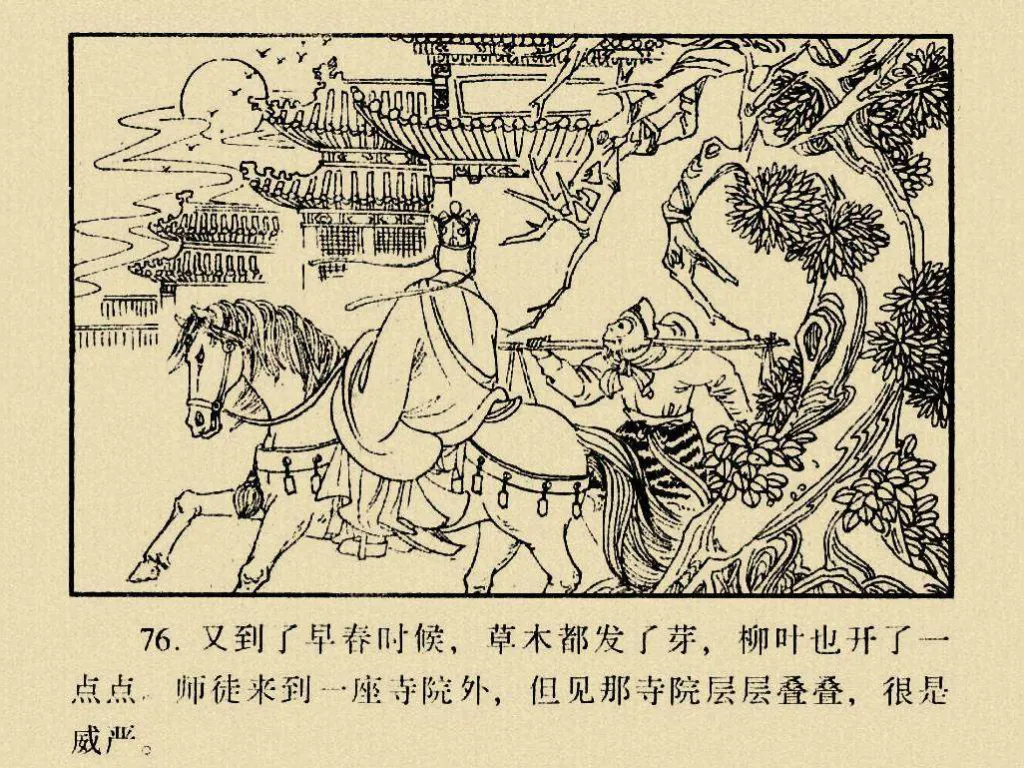 76. 又到了早春时候，草木都发了芽，柳叶也开了一
点点。师徒来到一座寺院外，但见那寺院层层叠叠，很是
威严。